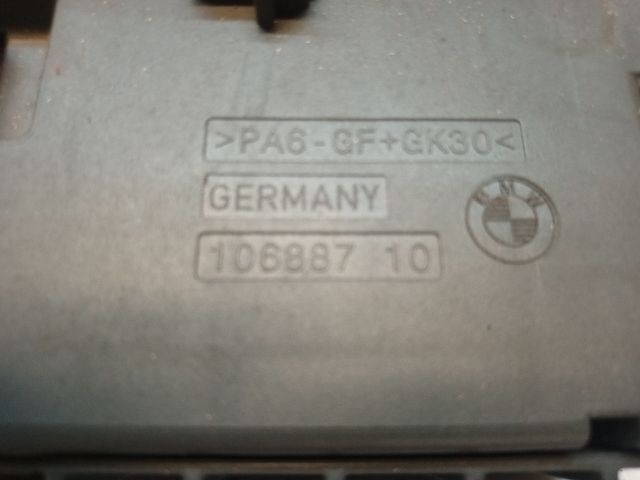 >PA6-GF+GK30<
GERMANY
BMW
106887 10